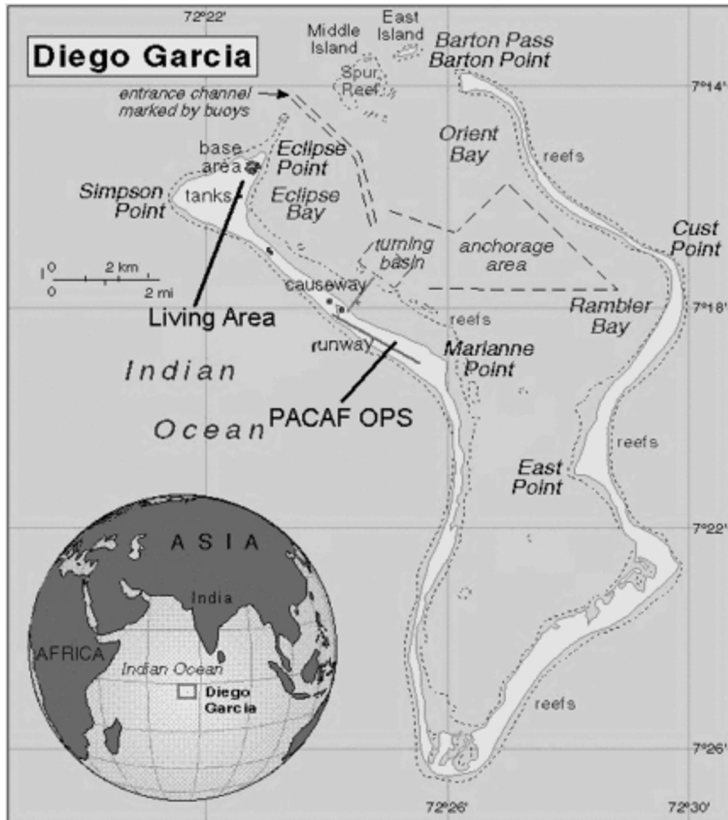 72°22'
Diego Garcia
Middle
Island
East
Island
Barton Pass
Barton Point
7°14'
Spur
Reef
entrance channel
marked by buoys
Orient
Bay
reefs
base
area
Eclipse
Point
Simpson
Point
tanks
Eclipse
Bay
turning
basin
anchorage
area
Cust
Point
0 2 km
0 2 mi
causeway
Living Area
reefs
Rambler
Bay
7°18'
runway
Marianne
Point
Indian
Ocean
PACAF OPS
reefs
East
Point
7°22'
ASIA
India
AFRICA
Indian Ocean
Diego
Garcia
reefs
7°26'
72°26'
72°30'